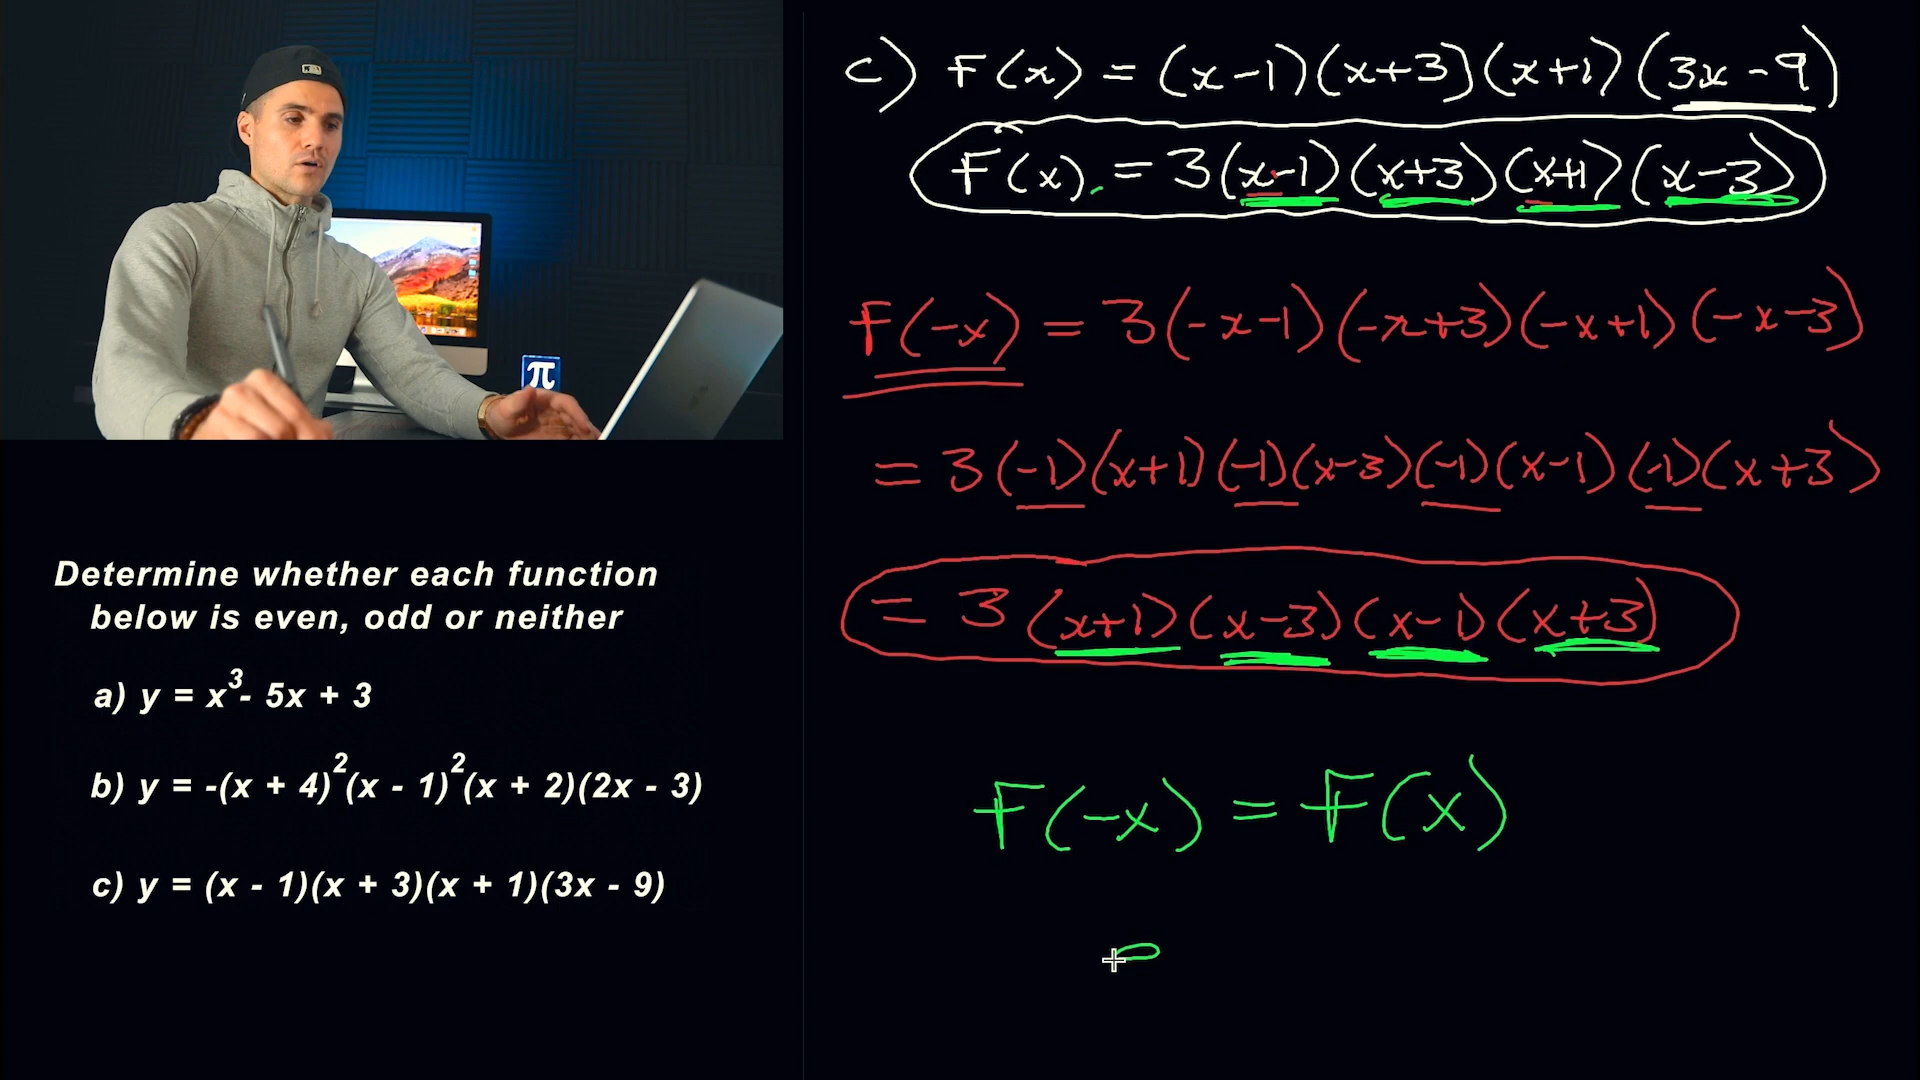 Determine whether each function
below is even, odd or neither
a) y = x³ - 5x + 3
b) y = -(x + 4)²(x - 1)²(x + 2)(2x - 3)
c) y = (x - 1)(x + 3)(x + 1)(3x - 9)
π
c) F(x) = (x-1)(x+3)(x+1)(3x-9)
F(x) = 3(x-1)(x+3)(x+1)(x-3)
F(-x) = 3(-x-1)(-x+3)(-x+1)(-x-3)
= 3(-1)(x+1)(-1)(x-3)(-1)(x-1)(-1)(x+3)
= 3(x+1)(x-3)(x-1)(x+3)
F(-x) = F(x)